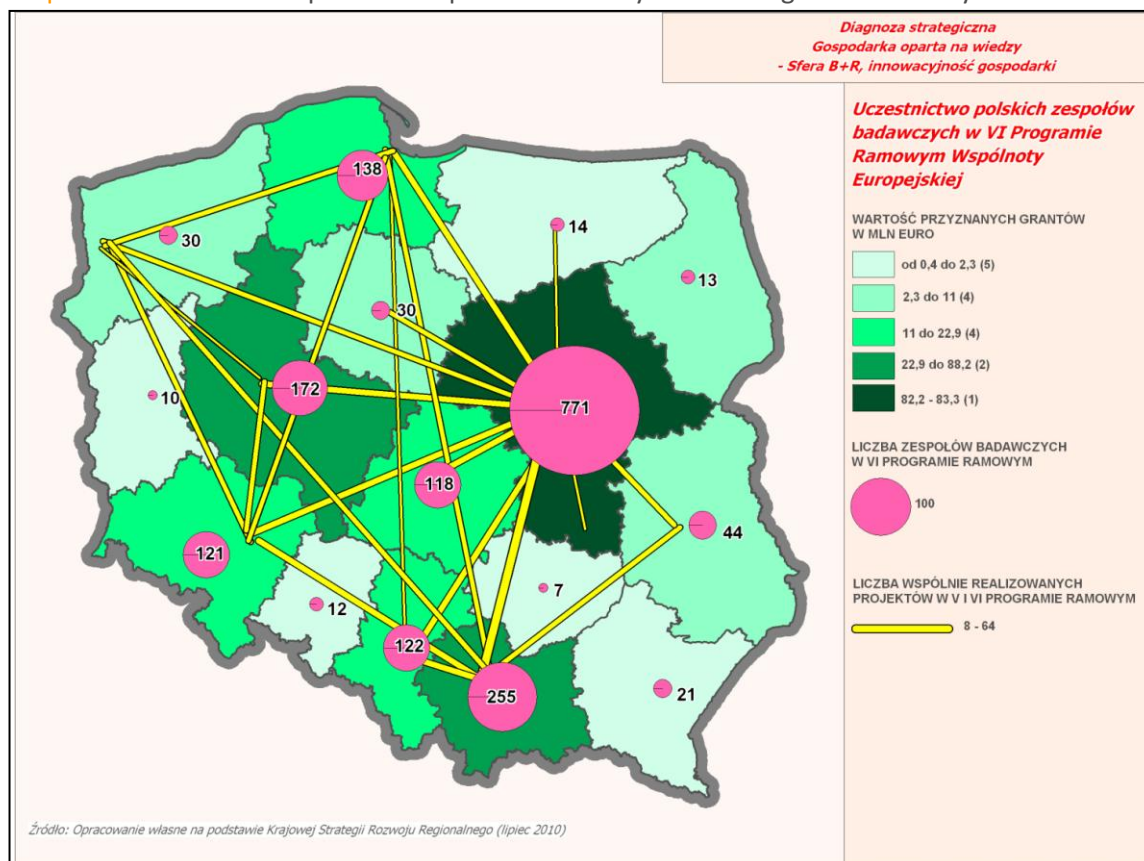 Diagnoza strategiczna
Gospodarka oparta na wiedzy
- Sfera B+R, innowacyjność gospodarki
Uczestnictwo polskich zespołów
badawczych w VI Programie
Ramowym Wspólnoty
Europejskiej
WARTOŚĆ PRZYZNANYCH GRANTÓW
W MLN EURO
od 0,4 do 2,3 (5)
2,3 do 11 (4)
11 do 22,9 (4)
22,9 do 88,2 (2)
82,2 - 83,3 (1)
LICZBA ZESPOŁÓW BADAWCZYCH
W VI PROGRAMIE RAMOWYM
100
LICZBA WSPÓLNIE REALIZOWANYCH
PROJEKTÓW W V I VI PROGRAMIE RAMOWYM
8 - 64
138
14
30
13
30
10
172
771
118
44
121
7
12
122
255
21
Źródło: Opracowanie własne na podstawie Krajowej Strategii Rozwoju Regionalnego (lipiec 2010)